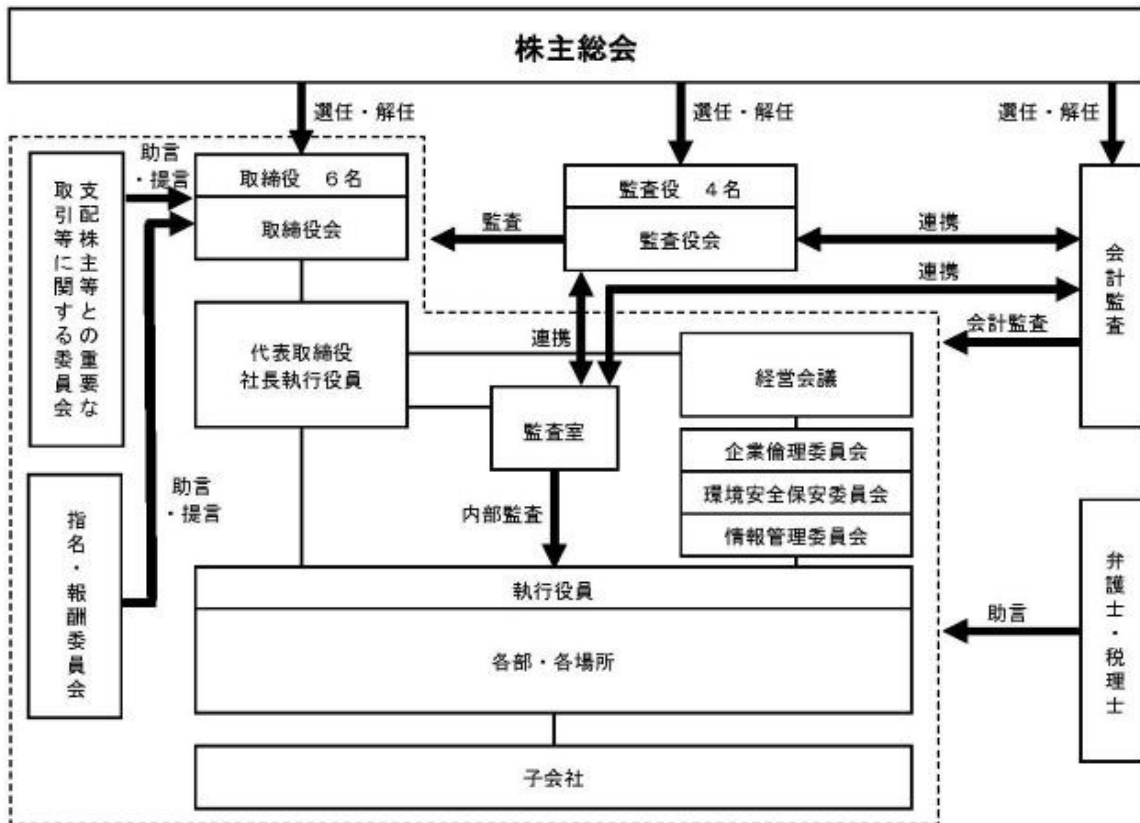 株主総会
選任・解任
選任・解任
選任・解任
助言
・提言
支配株主等との重要な
取引等に関する委員会
取締役 6名
取締役会
監査役 4名
監査役会
監査
連携
連携
会計監査
会計監査
代表取締役
社長執行役員
連携
経営会議
監査室
企業倫理委員会
環境安全保安委員会
情報管理委員会
助言
・提言
内部監査
指名・報酬委員会
執行役員
各部・各場所
助言
弁護士・税理士
子会社